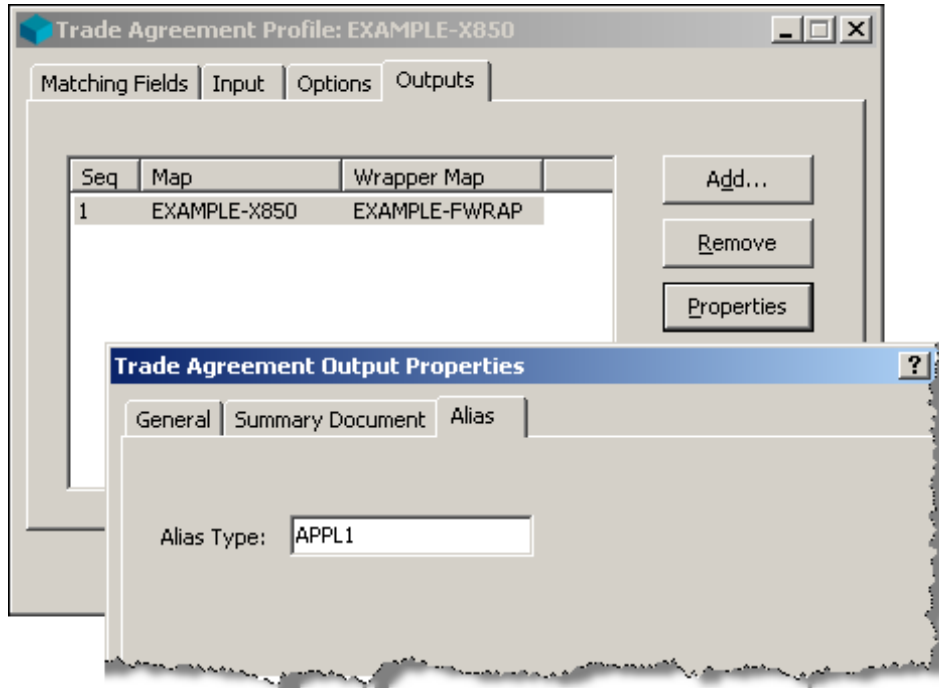 Trade Agreement Profile: EXAMPLE-X850
Matching Fields Input Options Outputs
Seq Map Wrapper Map
1 EXAMPLE-X850 EXAMPLE-FWRAP
Add...
Remove
Properties
Trade Agreement Output Properties ?
General Summary Document Alias
Alias Type: APPL1